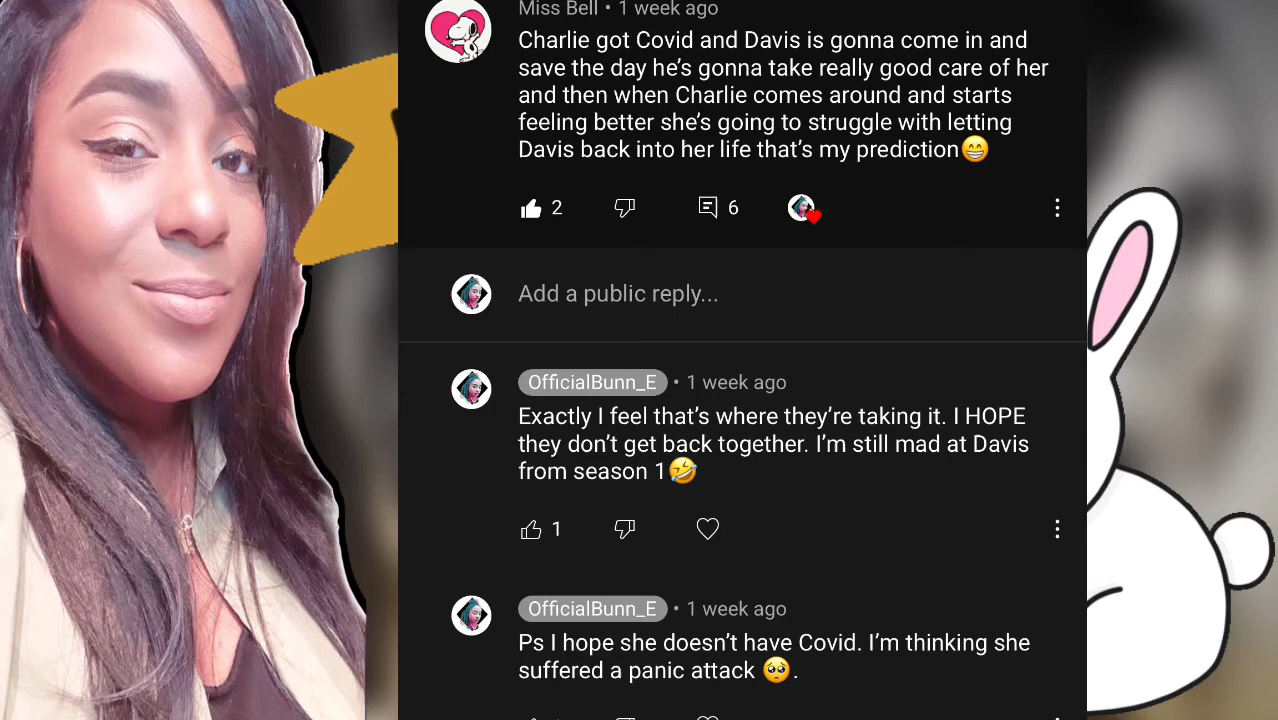 Miss Bell • 1 week ago
Charlie got Covid and Davis is gonna come in and
save the day he’s gonna take really good care of her
and then when Charlie comes around and starts
feeling better she’s going to struggle with letting
Davis back into her life that’s my prediction😁
2 6
Add a public reply...
OfficialBunn_E • 1 week ago
Exactly I feel that’s where they’re taking it. I HOPE
they don’t get back together. I’m still mad at Davis
from season 1🤣
1
OfficialBunn_E • 1 week ago
Ps I hope she doesn’t have Covid. I’m thinking she
suffered a panic attack 🥺.